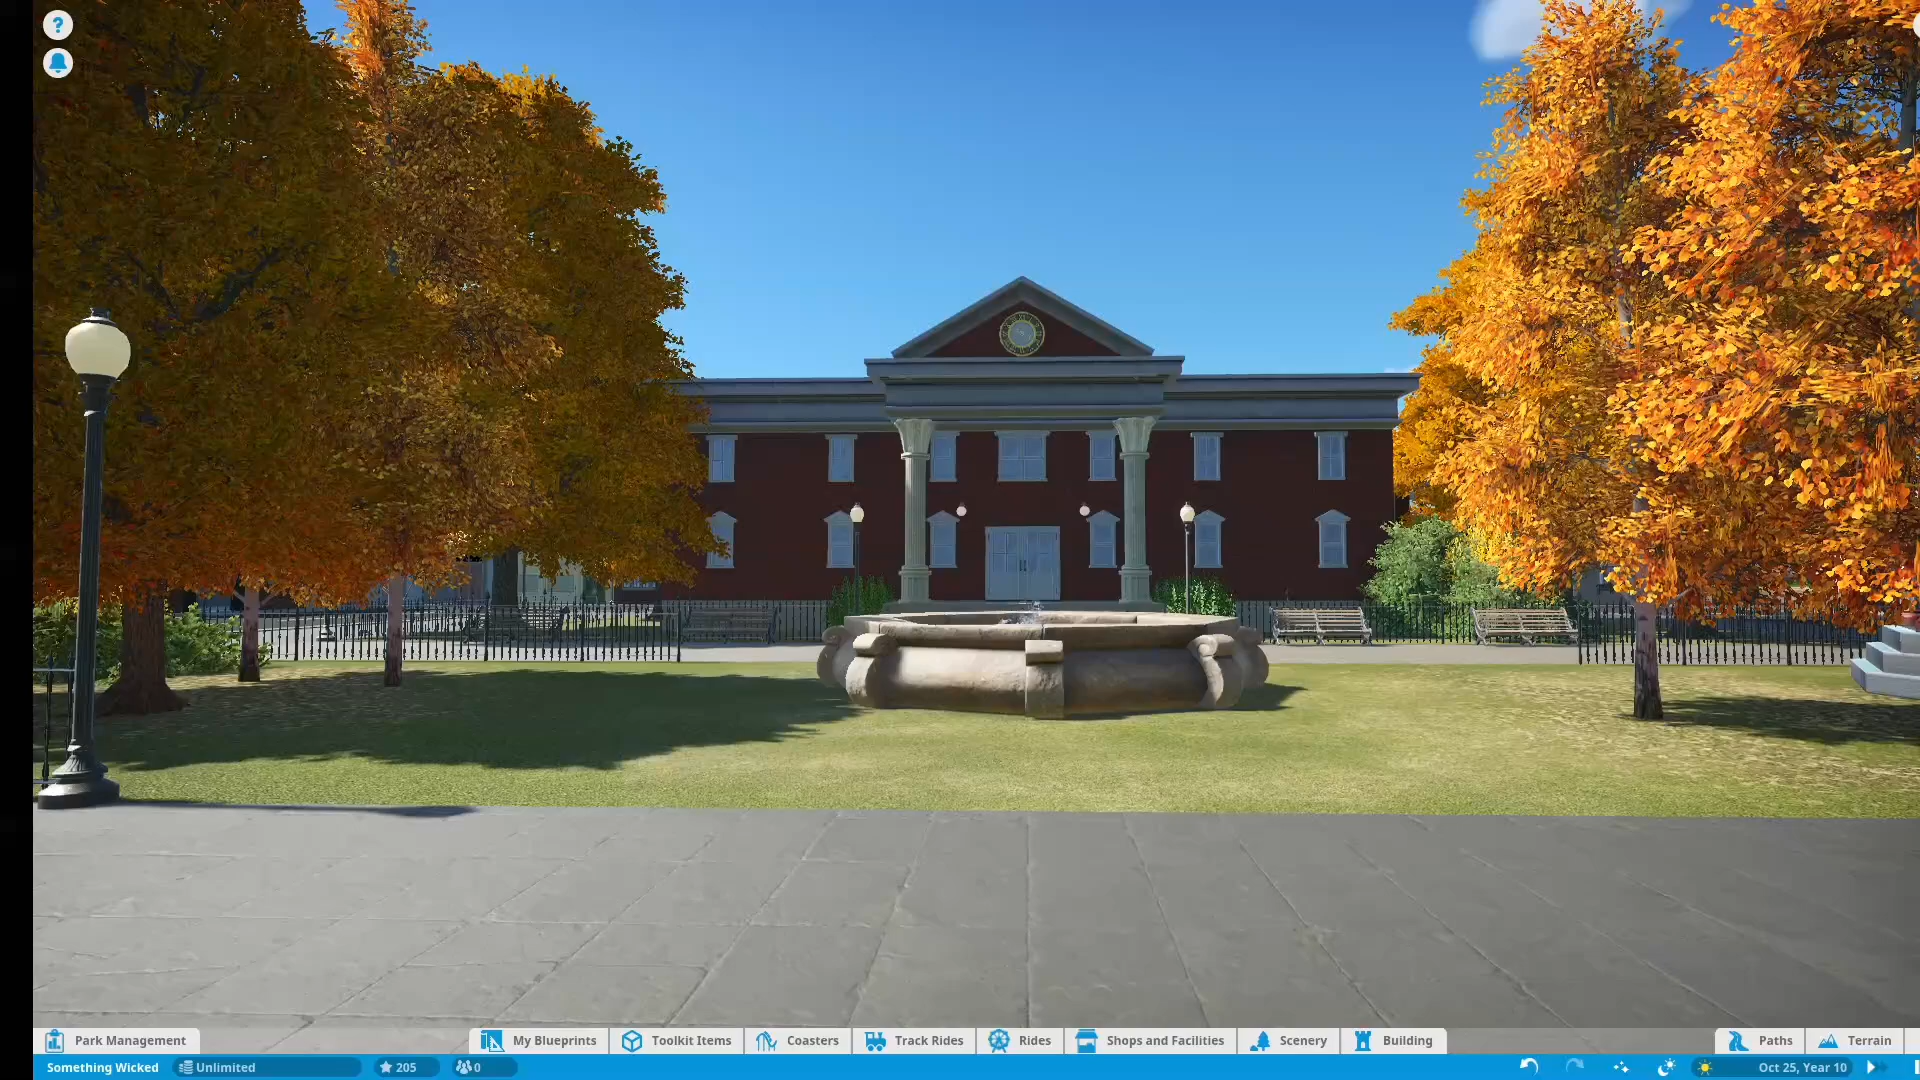 ?
Park Management
My Blueprints
Toolkit Items
Coasters
Track Rides
Rides
Shops and Facilities
Scenery
Building
Paths
Terrain
Something Wicked
Unlimited
205
0
Oct 25, Year 10